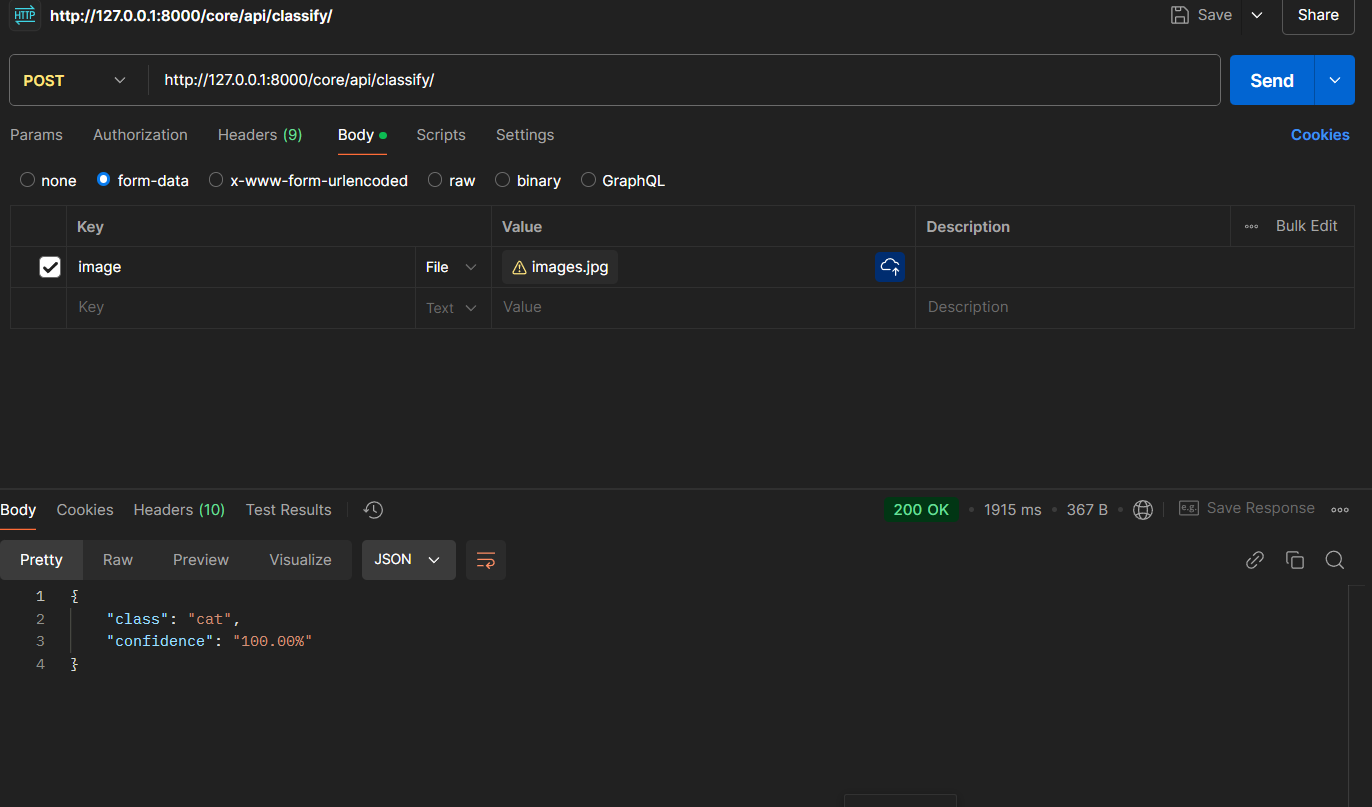 HTTP http://127.0.0.1:8000/core/api/classify/ Save Share
POST http://127.0.0.1:8000/core/api/classify/ Send
Params Authorization Headers (9) Body Scripts Settings Cookies
none form-data x-www-form-urlencoded raw binary GraphQL
Key Value Description Bulk Edit
image File images.jpg
Key Text Value Description
Body Cookies Headers (10) Test Results 200 OK 1915 ms 367 B e.g. Save Response
Pretty Raw Preview Visualize JSON
1 {
2 "class": "cat",
3 "confidence": "100.00%"
4 }